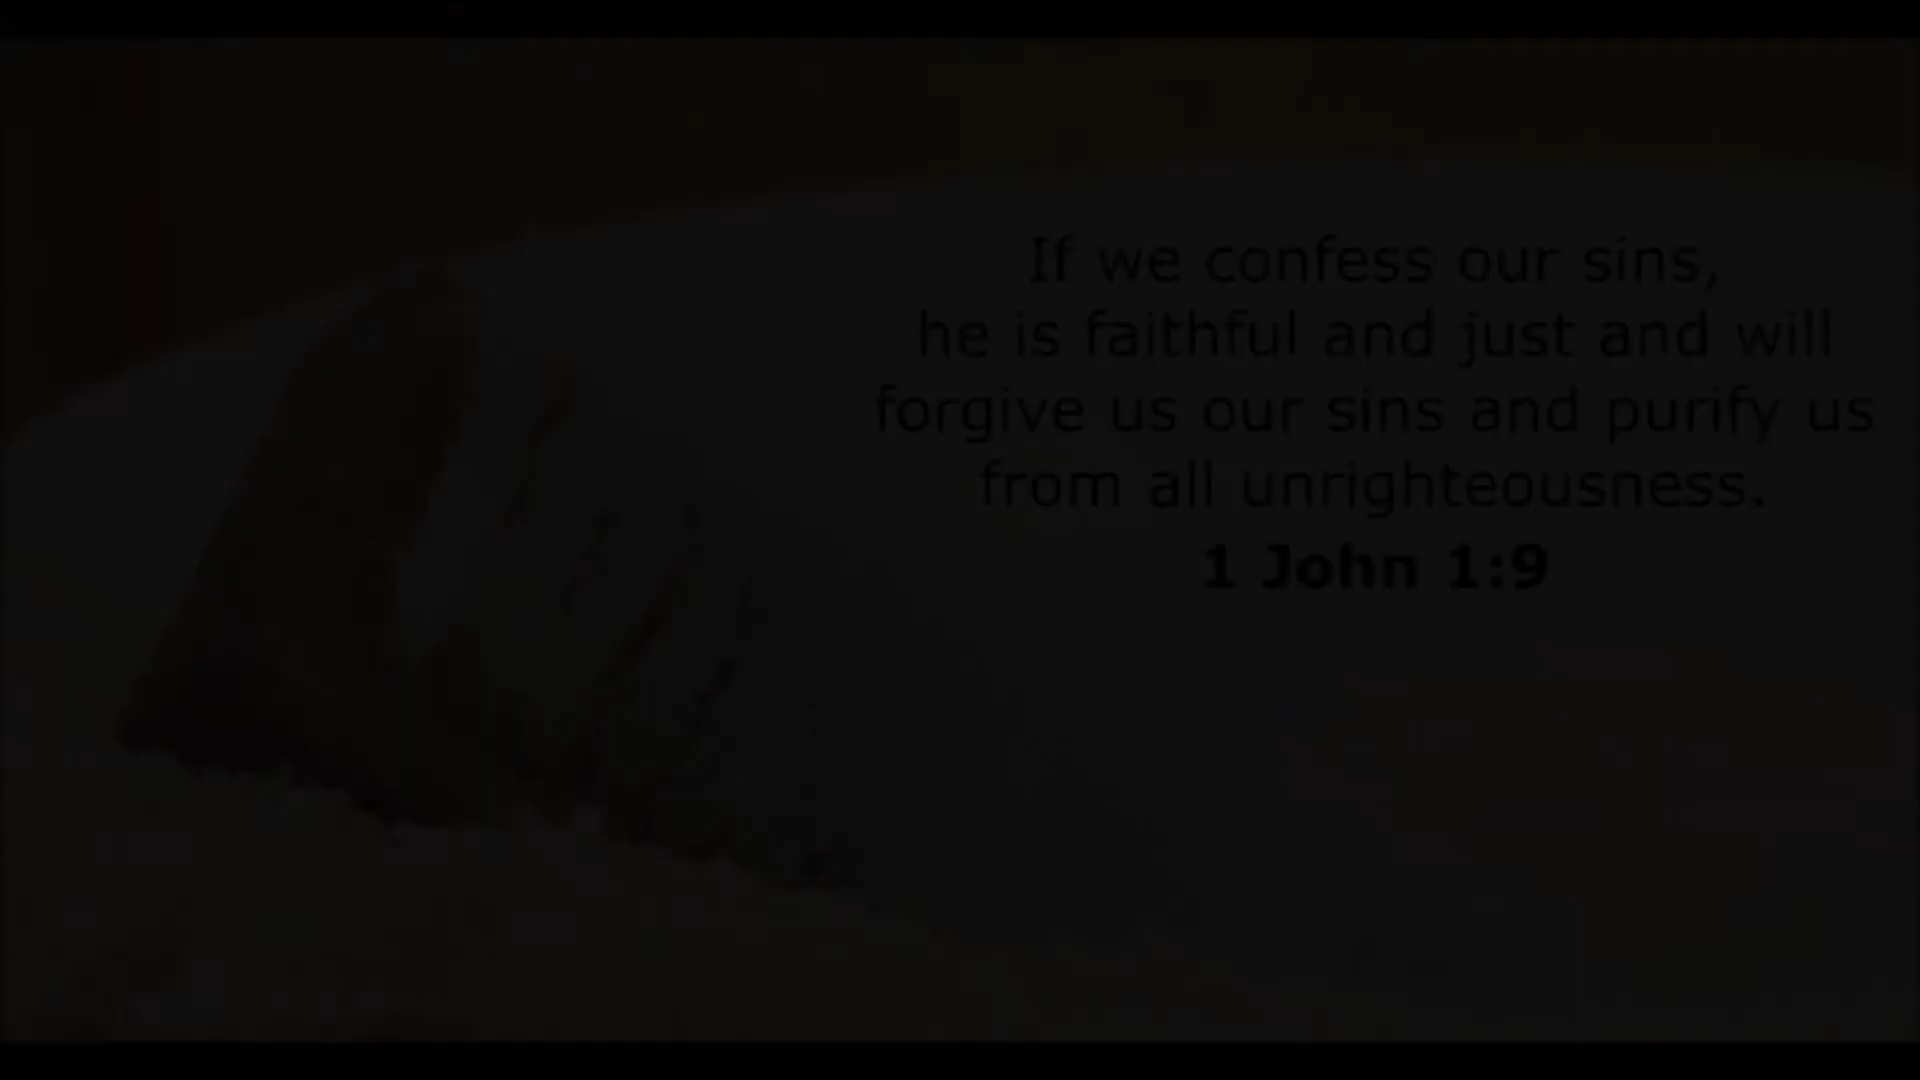 If we confess our sins,
he is faithful and just and will
forgive us our sins and purify us
from all unrighteousness.
1 John 1:9